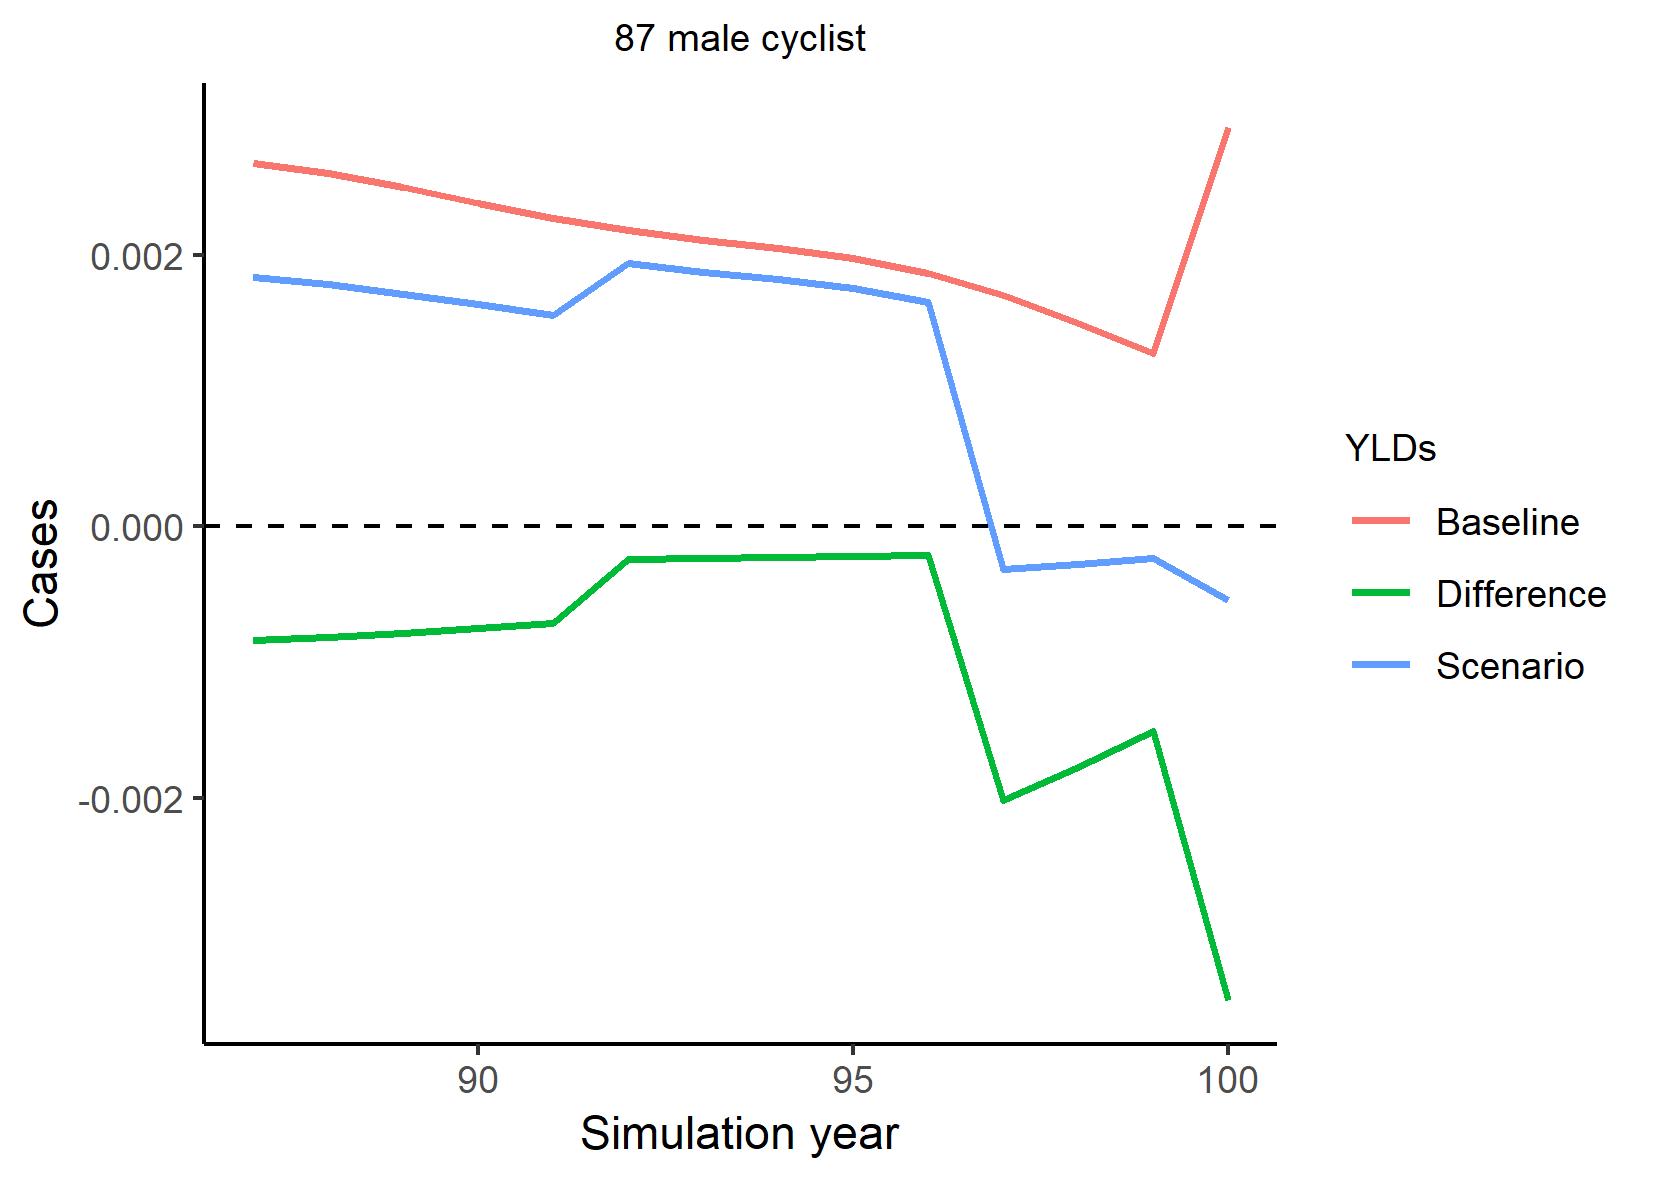 87 male cyclist
0.002
0.000
-0.002
Cases
90 95 100
Simulation year
YLDs
Baseline
Difference
Scenario